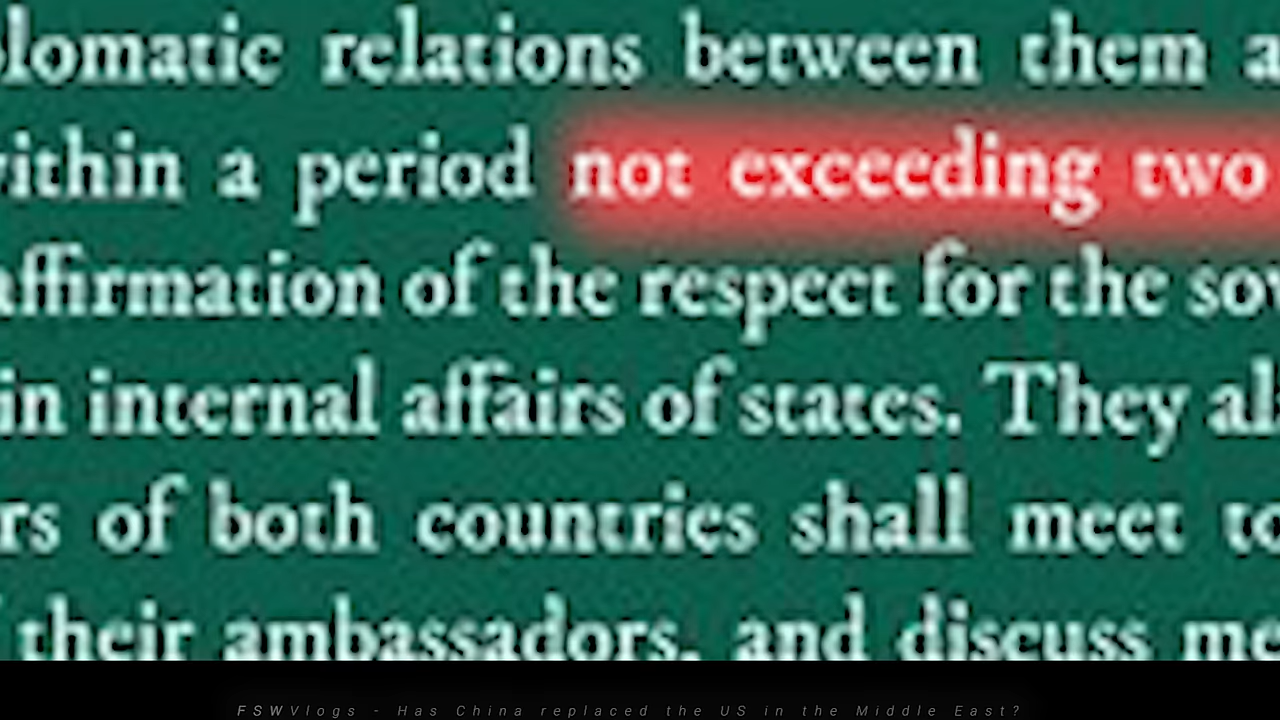 lomatic relations between them a
ithin a period not exceeding two
affirmation of the respect for the sov
in internal affairs of states. They al
rs of both countries shall meet to
their ambassadors, and discuss me
FSWVlogs - Has China replaced the US in the Middle East?